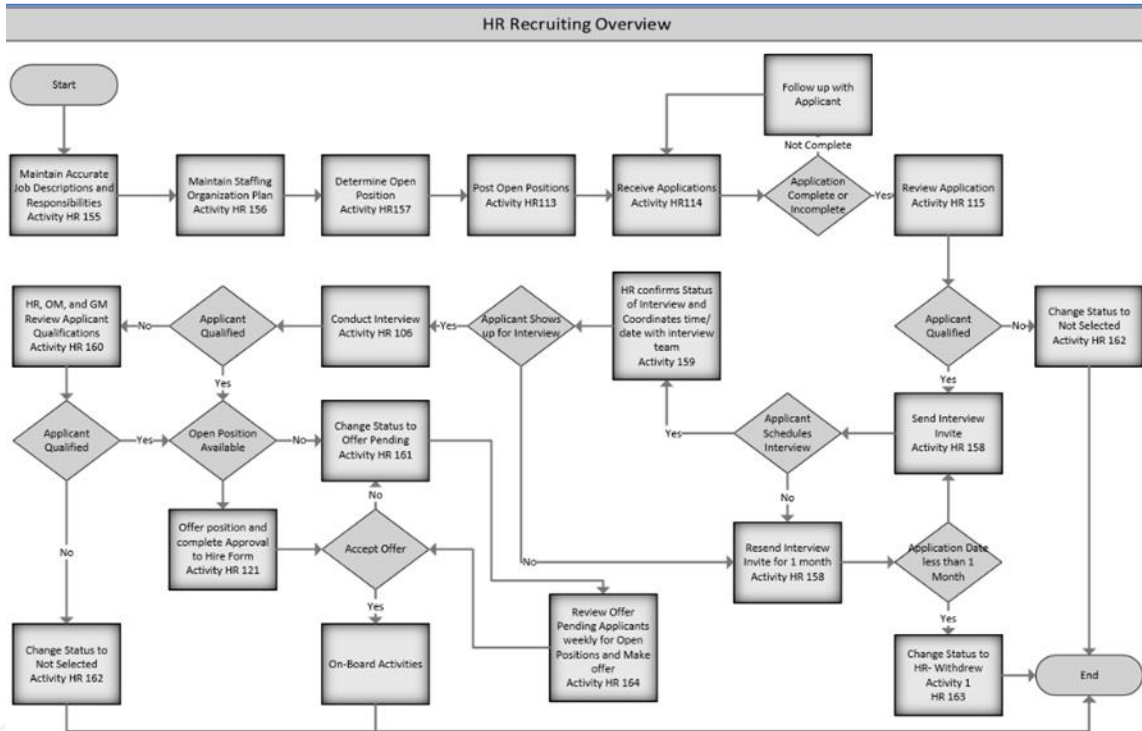 HR Recruiting Overview
Start
Follow up with
Applicant
Not Complete
Maintain Accurate
Job Descriptions and
Responsibilities
Activity HR 155
Maintain Staffing
Organization Plan
Activity HR 156
Determine Open
Position
Activity HR157
Post Open Positions
Activity HR113
Receive Applications
Activity HR114
Application
Complete or
Incomplete
Yes
Review Application
Activity HR 115
HR, OM, and GM
Review Applicant
Qualifications
Activity HR 160
No
Applicant
Qualified
Conduct Interview
Activity HR 106
Yes
Applicant Shows
up for Interview
HR confirms Status
of Interview and
Coordinates time/
date with interview
team
Activity 159
Applicant
Qualified
No
Change Status to
Not Selected
Activity HR 162
Yes
Yes
Applicant
Qualified
Yes
Open Position
Available
No
Change Status to
Offer Pending
Activity HR 161
Yes
Applicant
Schedules
Interview
Send Interview
Invite
Activity HR 158
No
No
Offer position and
complete Approval
to Hire Form
Activity HR 121
Accept Offer
No
No
Resend Interview
Invite for 1 month
Activity HR 158
Application Date
less than 1
Month
Yes
Yes
Change Status to
Not Selected
Activity HR 162
On-Board Activities
Review Offer
Pending Applicants
weekly for Open
Positions and Make
offer
Activity HR 164
Change Status to
HR- Withdrew
Activity 1
HR 163
End